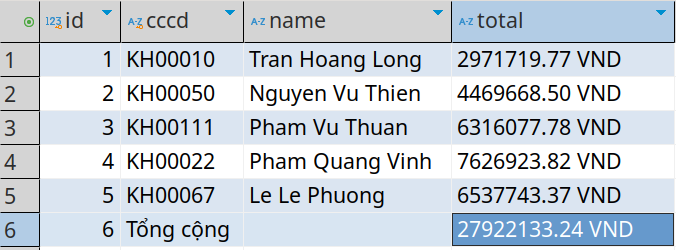 123 id A-Z cccd A-Z name A-Z total
1 1 KH00010 Tran Hoang Long 2971719.77 VND
2 2 KH00050 Nguyen Vu Thien 4469668.50 VND
3 3 KH00111 Pham Vu Thuan 6316077.78 VND
4 4 KH00022 Pham Quang Vinh 7626923.82 VND
5 5 KH00067 Le Le Phuong 6537743.37 VND
6 6 Tổng cộng 27922133.24 VND